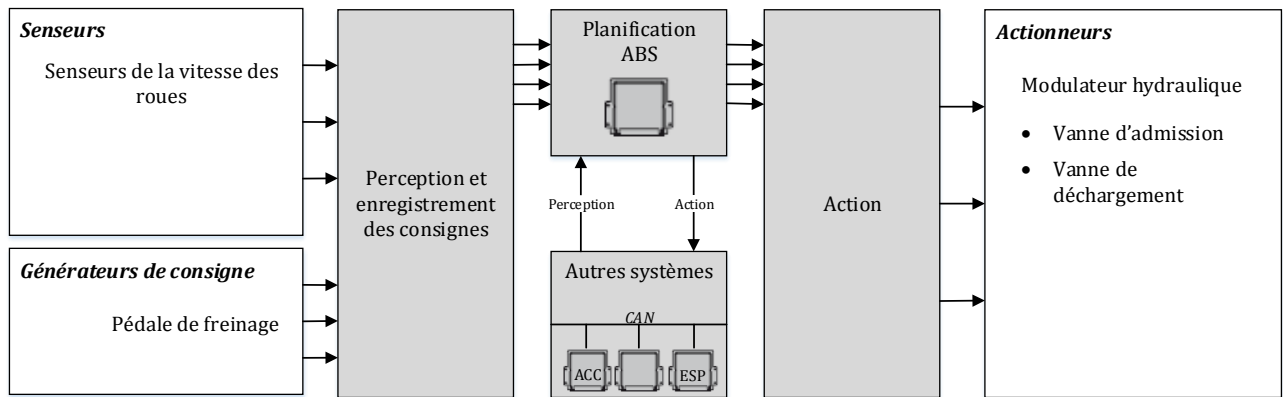 Senseurs
Senseurs de la vitesse des
roues
Générateurs de consigne
Pédale de freinage
Perception et
enregistrement
des consignes
Planification
ABS
Perception
Action
Autres systèmes
CAN
ACC
ESP
Action
Actionneurs
Modulateur hydraulique
• Vanne d'admission
• Vanne de
déchargement